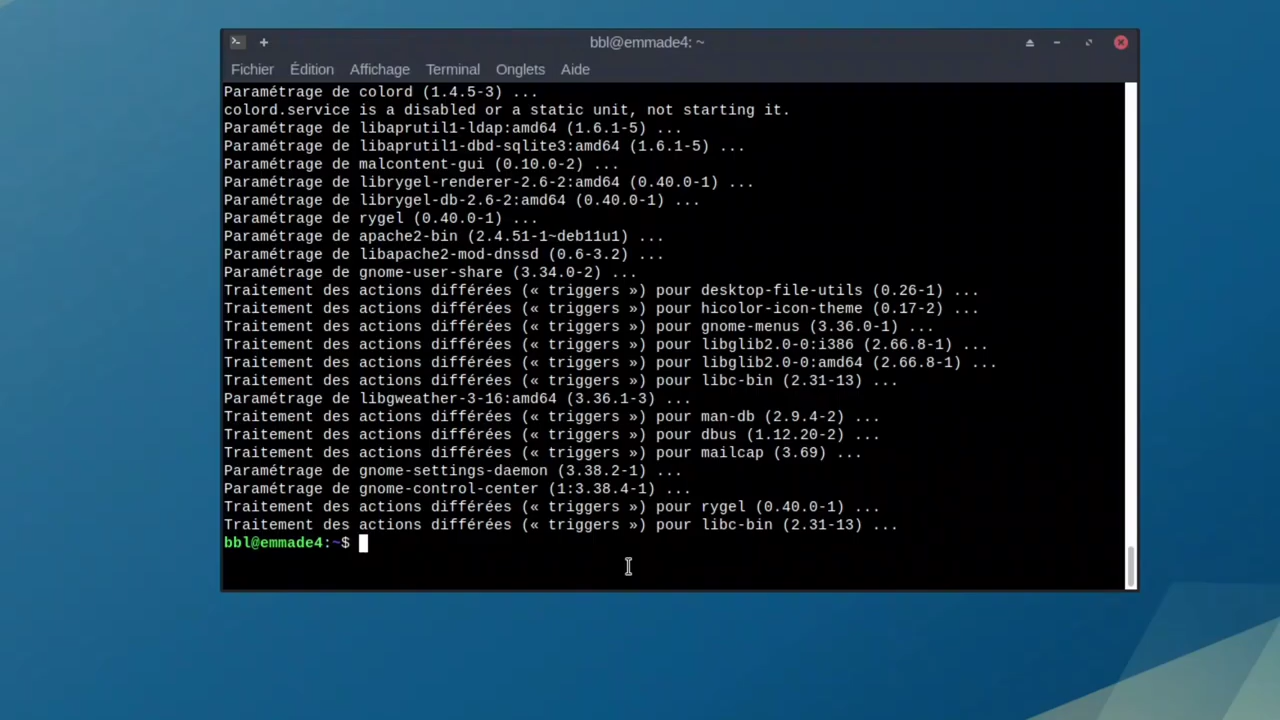 bbl@emmade4: ~
Fichier Édition Affichage Terminal Onglets Aide
Paramétrage de colord (1.4.5-3) ...
colord.service is a disabled or a static unit, not starting it.
Paramétrage de libaprutil1-ldap:amd64 (1.6.1-5) ...
Paramétrage de libaprutil1-dbd-sqlite3:amd64 (1.6.1-5) ...
Paramétrage de malcontent-gui (0.10.0-2) ...
Paramétrage de librygel-renderer-2.6-2:amd64 (0.40.0-1) ...
Paramétrage de librygel-db-2.6-2:amd64 (0.40.0-1) ...
Paramétrage de rygel (0.40.0-1) ...
Paramétrage de apache2-bin (2.4.51-1~deb11u1) ...
Paramétrage de libapache2-mod-dnssd (0.6-3.2) ...
Paramétrage de gnome-user-share (3.34.0-2) ...
Traitement des actions différées (« triggers ») pour desktop-file-utils (0.26-1) ...
Traitement des actions différées (« triggers ») pour hicolor-icon-theme (0.17-2) ...
Traitement des actions différées (« triggers ») pour gnome-menus (3.36.0-1) ...
Traitement des actions différées (« triggers ») pour libglib2.0-0:i386 (2.66.8-1) ...
Traitement des actions différées (« triggers ») pour libglib2.0-0:amd64 (2.66.8-1) ...
Traitement des actions différées (« triggers ») pour libc-bin (2.31-13) ...
Paramétrage de libgweather-3-16:amd64 (3.36.1-3) ...
Traitement des actions différées (« triggers ») pour man-db (2.9.4-2) ...
Traitement des actions différées (« triggers ») pour dbus (1.12.20-2) ...
Traitement des actions différées (« triggers ») pour mailcap (3.69) ...
Paramétrage de gnome-settings-daemon (3.38.2-1) ...
Paramétrage de gnome-control-center (1:3.38.4-1) ...
Traitement des actions différées (« triggers ») pour rygel (0.40.0-1) ...
Traitement des actions différées (« triggers ») pour libc-bin (2.31-13) ...
bbl@emmade4:~$